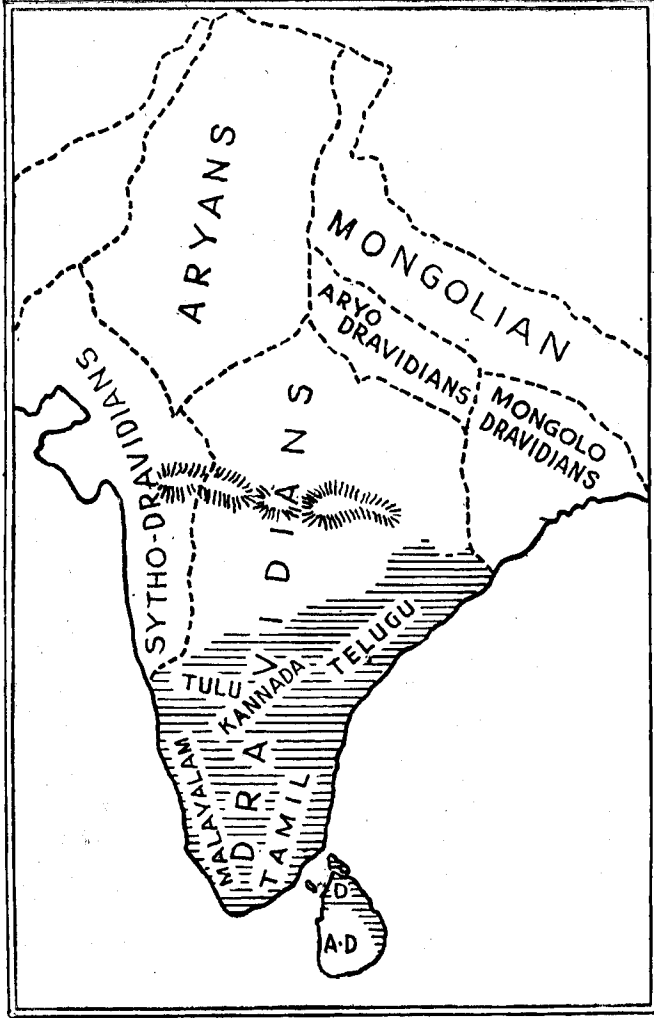 ARYANS
MONGOLIAN
ARYO
DRAVIDIANS
MONGOLO
DRAVIDIANS
SYTHO-DRAVIDIANS
DRAVIDIANS
TULU
KANNADA
TELUGU
MALAYALAM
TAMIL
D
A·D